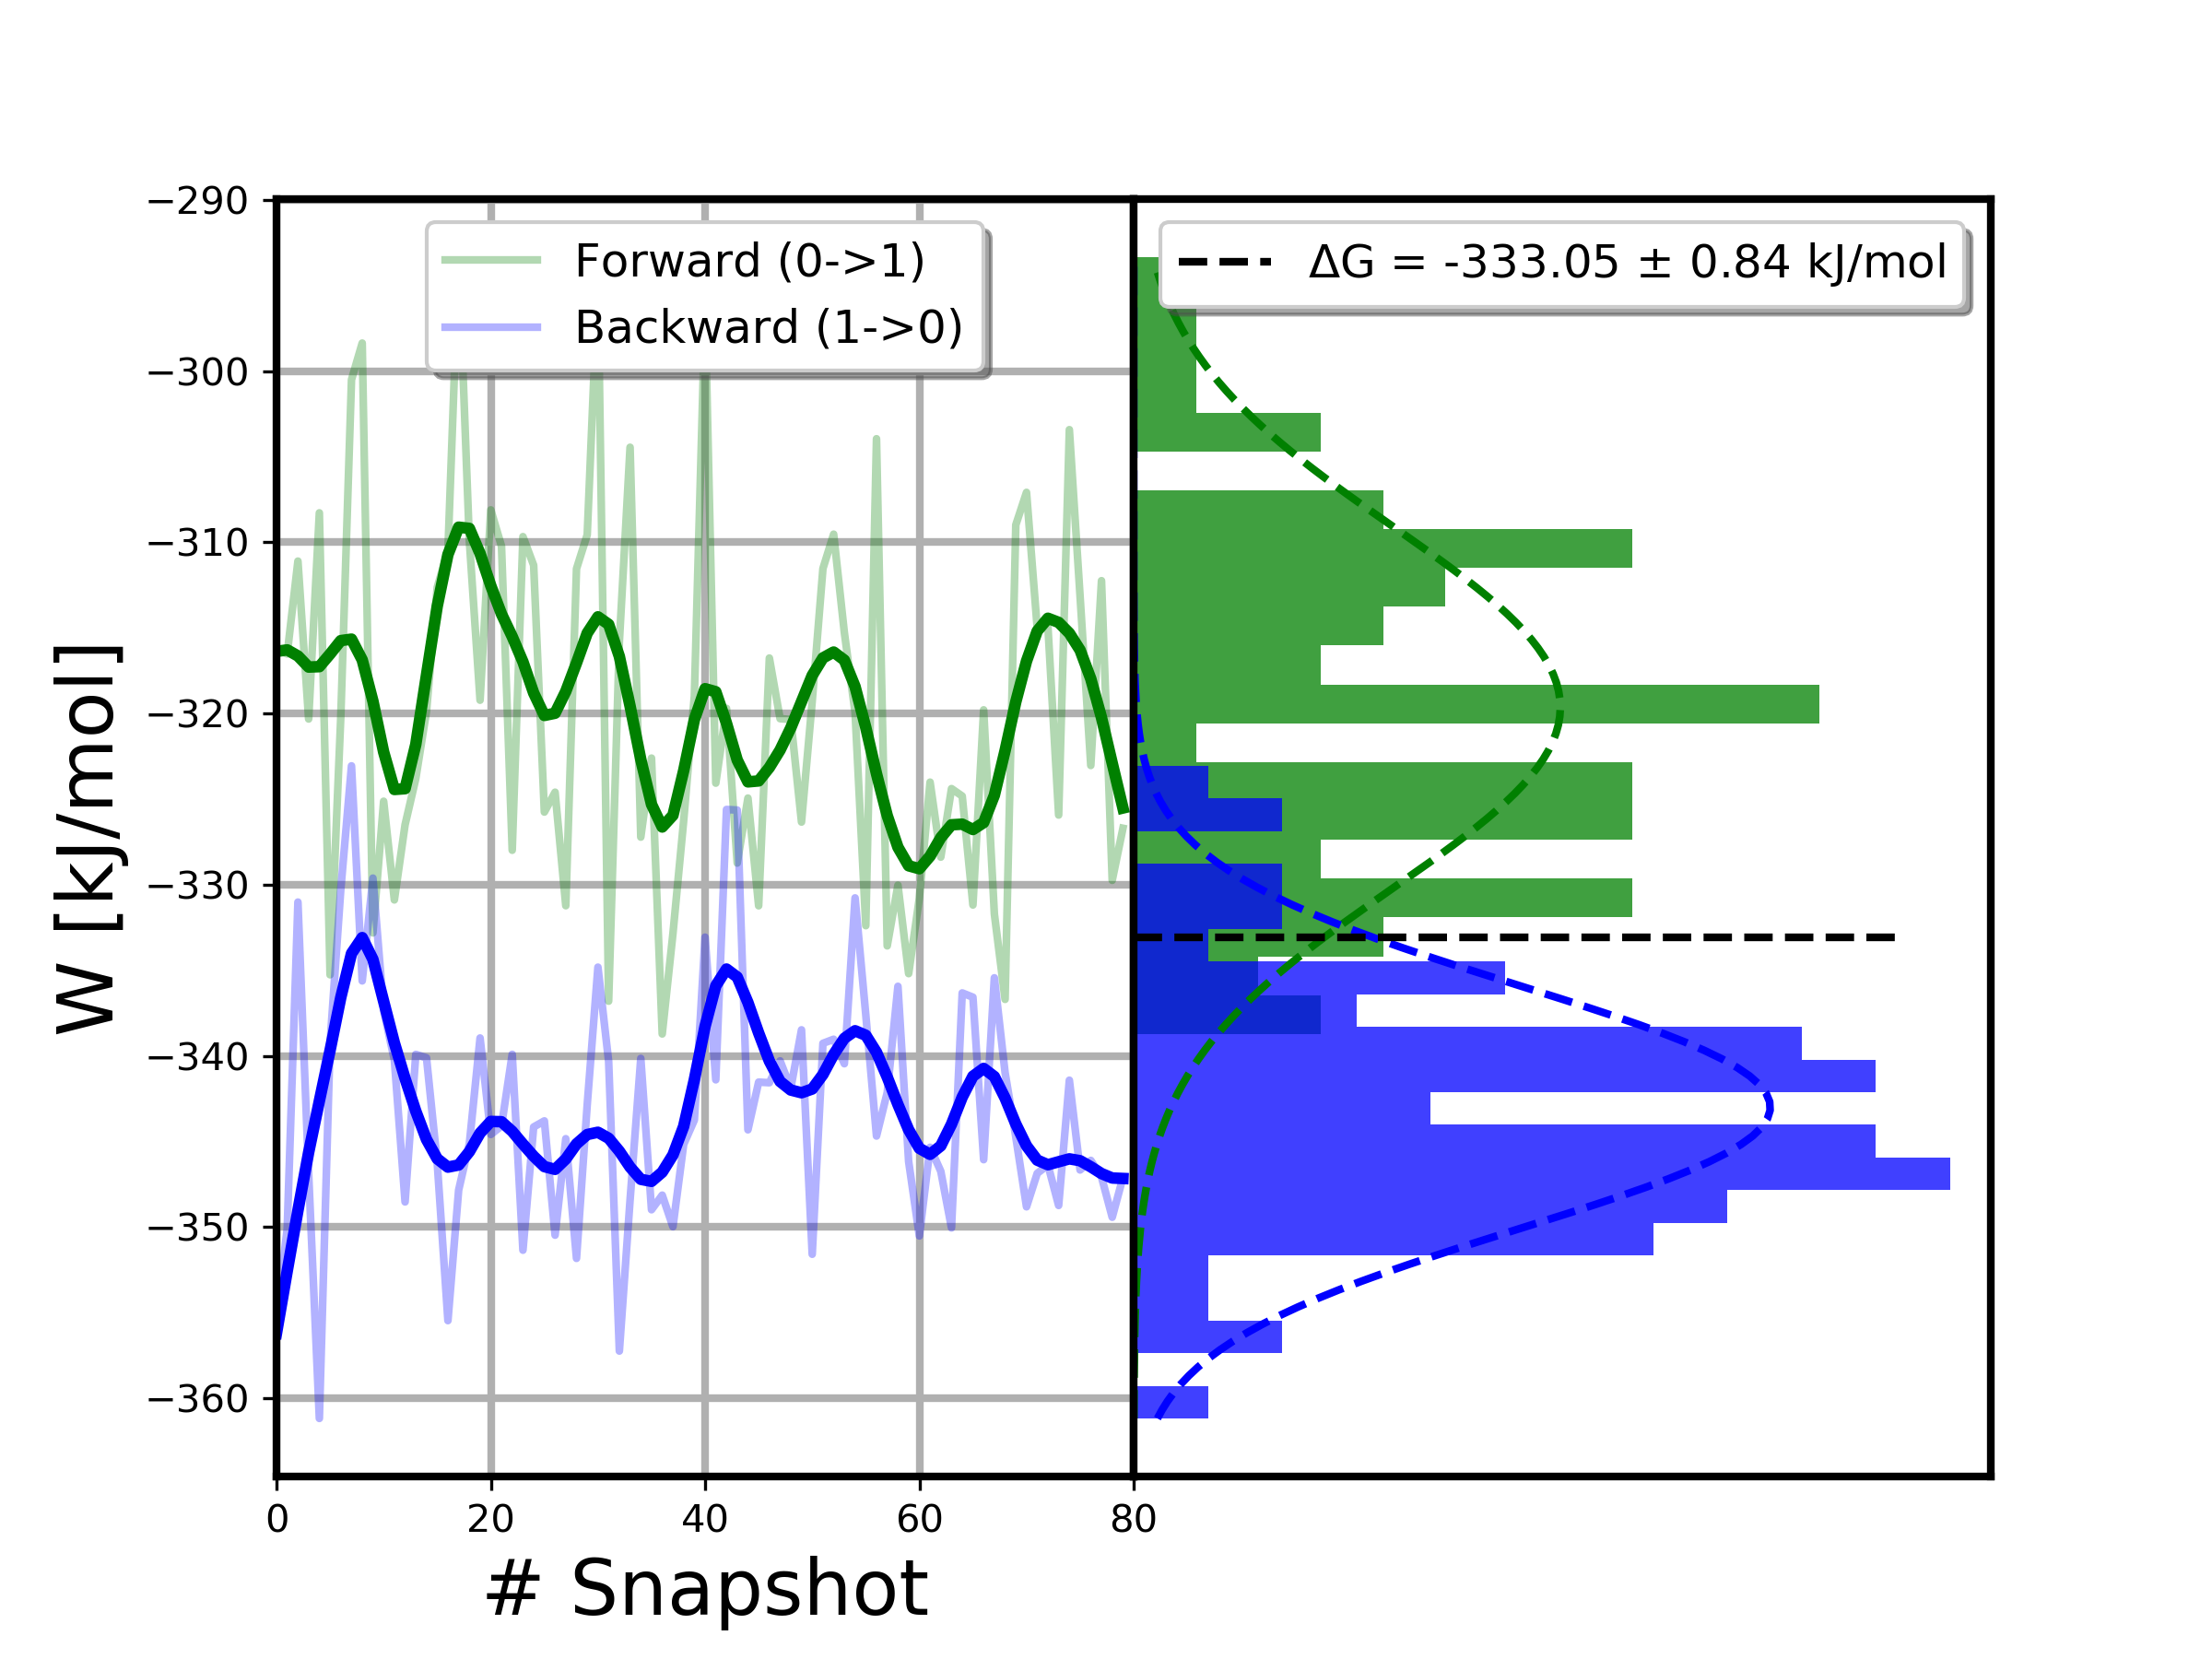 Forward (0->1)
Backward (1->0)
ΔG = -333.05 ± 0.84 kJ/mol
W [kJ/mol]
−290
−300
−310
−320
−330
−340
−350
−360
0 20 40 60 80
# Snapshot